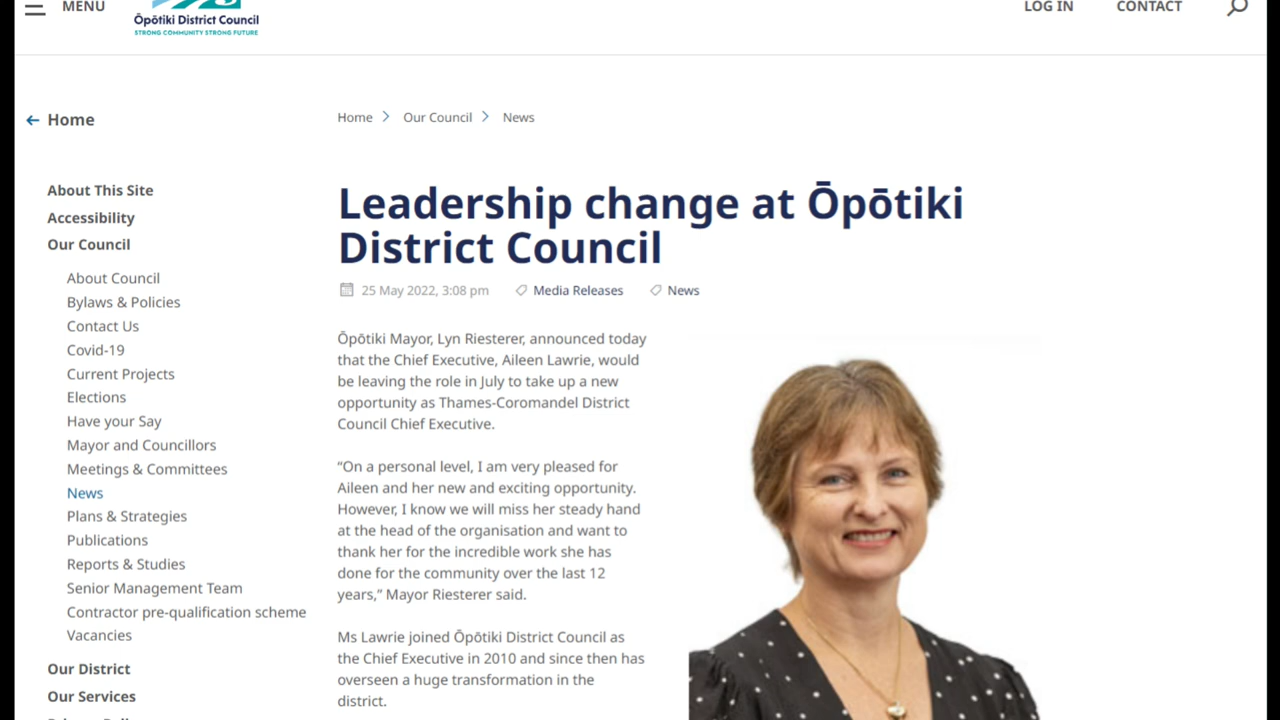 MENU
Ōpōtiki District Council
STRONG COMMUNITY STRONG FUTURE
LOG IN
CONTACT
Home
Home
Our Council
News
About This Site
Accessibility
Our Council
About Council
Bylaws & Policies
Contact Us
Covid-19
Current Projects
Elections
Have your Say
Mayor and Councillors
Meetings & Committees
News
Plans & Strategies
Publications
Reports & Studies
Senior Management Team
Contractor pre-qualification scheme
Vacancies
Our District
Our Services
Leadership change at Ōpōtiki
District Council
25 May 2022, 3:08 pm
Media Releases
News
Ōpōtiki Mayor, Lyn Riesterer, announced today
that the Chief Executive, Aileen Lawrie, would
be leaving the role in July to take up a new
opportunity as Thames-Coromandel District
Council Chief Executive.
“On a personal level, I am very pleased for
Aileen and her new and exciting opportunity.
However, I know we will miss her steady hand
at the head of the organisation and want to
thank her for the incredible work she has
done for the community over the last 12
years,” Mayor Riesterer said.
Ms Lawrie joined Ōpōtiki District Council as
the Chief Executive in 2010 and since then has
overseen a huge transformation in the
district.